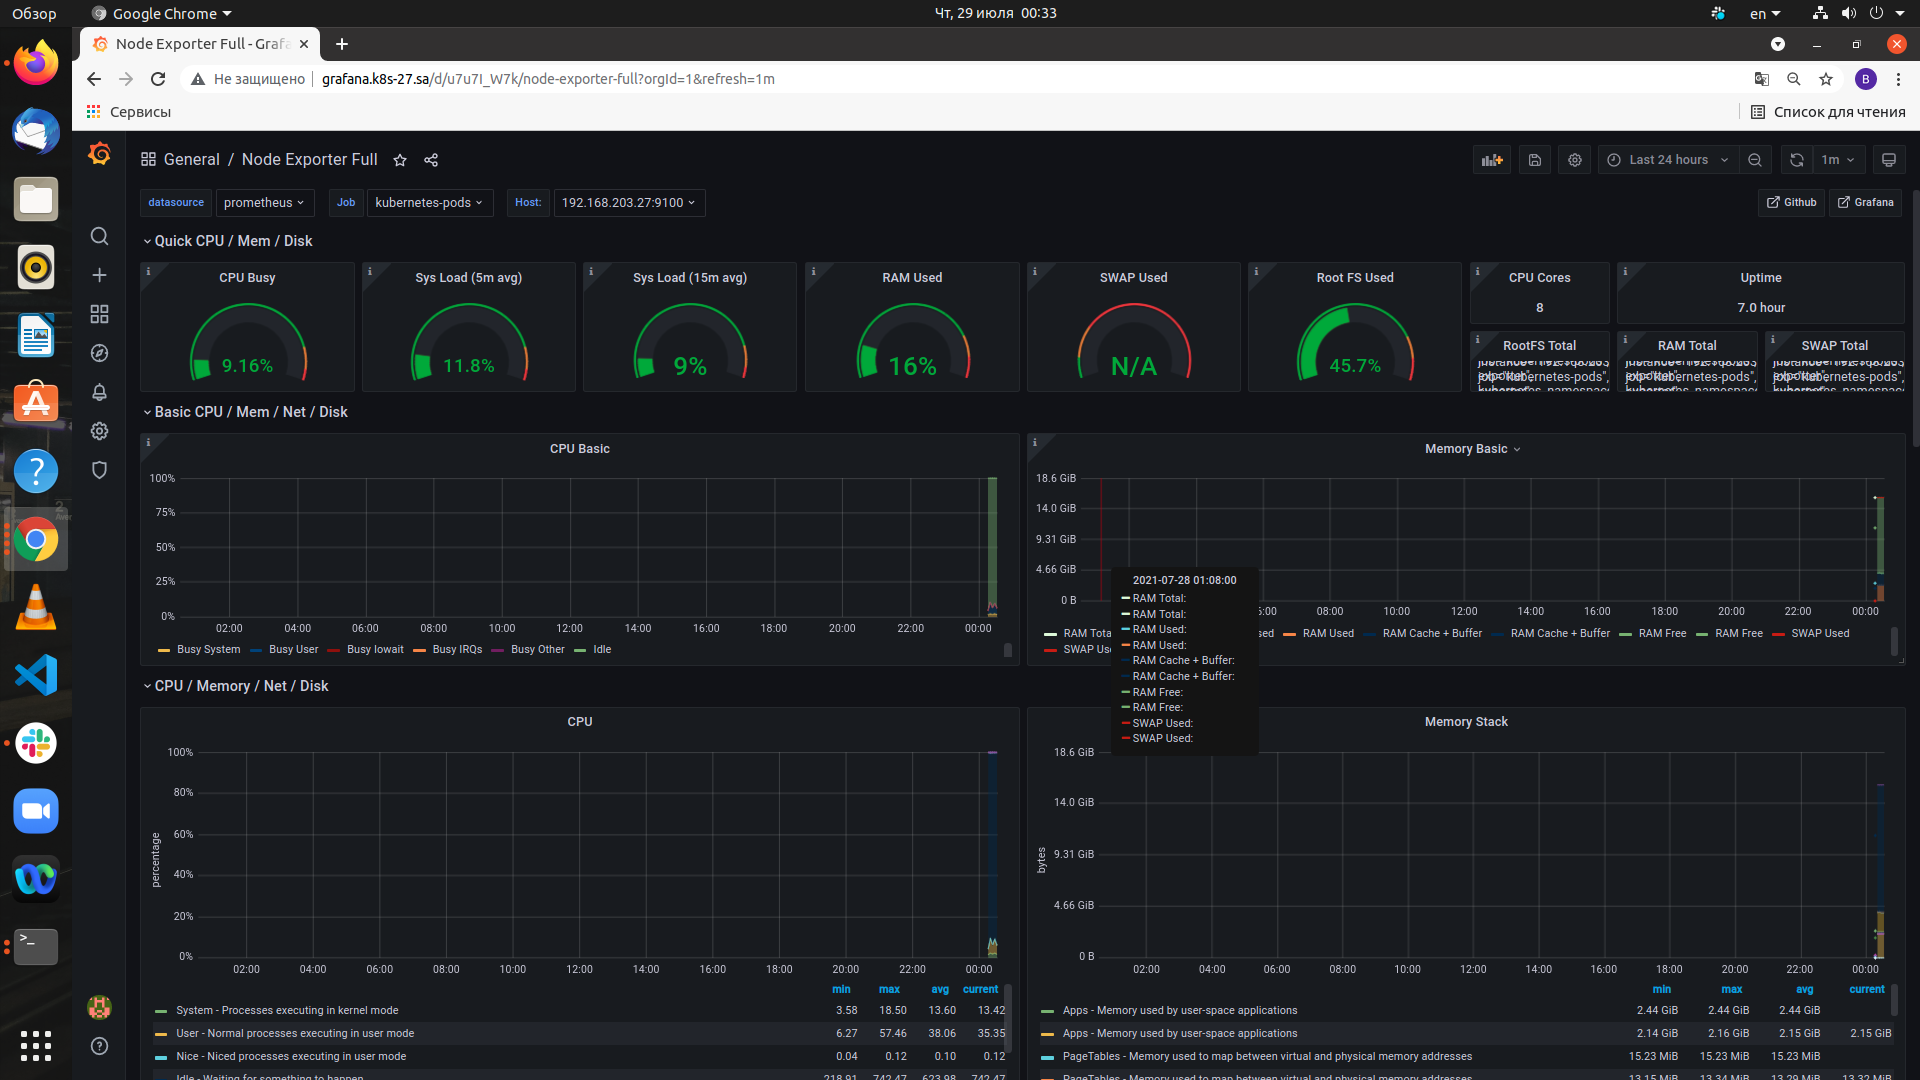 Обзор
Google Chrome
Чт, 29 июля 00:33
en
Node Exporter Full - Grafa
Не защищено
grafana.k8s-27.sa/d/u7u7I_W7k/node-exporter-full?orgId=1&refresh=1m
B
Сервисы
Список для чтения
General / Node Exporter Full
Last 24 hours
1m
datasource
prometheus
Job
kubernetes-pods
Host:
192.168.203.27:9100
Github
Grafana
Quick CPU / Mem / Disk
CPU Busy
9.16%
Sys Load (5m avg)
11.8%
Sys Load (15m avg)
9%
RAM Used
16%
SWAP Used
N/A
Root FS Used
45.7%
CPU Cores
8
Uptime
7.0 hour
RootFS Total
RAM Total
SWAP Total
Basic CPU / Mem / Net / Disk
CPU Basic
100%
75%
50%
25%
0%
02:00 04:00 06:00 08:00 10:00 12:00 14:00 16:00 18:00 20:00 22:00 00:00
Busy System Busy User Busy Iowait Busy IRQs Busy Other Idle
Memory Basic
18.6 GiB
14.0 GiB
9.31 GiB
4.66 GiB
0 B
08:00 10:00 12:00 14:00 16:00 18:00 20:00 22:00 00:00
RAM Used RAM Cache + Buffer RAM Cache + Buffer RAM Free RAM Free SWAP Used
2021-07-28 01:08:00
RAM Total:
RAM Total:
RAM Used:
RAM Used:
RAM Cache + Buffer:
RAM Cache + Buffer:
RAM Free:
RAM Free:
SWAP Used:
SWAP Used:
CPU / Memory / Net / Disk
CPU
percentage
100%
80%
60%
40%
20%
0%
02:00 04:00 06:00 08:00 10:00 12:00 14:00 16:00 18:00 20:00 22:00 00:00
min max avg current
System - Processes executing in kernel mode 3.58 18.50 13.60 13.42
User - Normal processes executing in user mode 6.27 57.46 38.06 35.35
Nice - Niced processes executing in user mode 0.04 0.12 0.10 0.12
Idle - Waiting for something to happen 218.91 742.47 623.98 742.47
Memory Stack
bytes
18.6 GiB
14.0 GiB
9.31 GiB
4.66 GiB
0 B
02:00 04:00 06:00 08:00 10:00 12:00 14:00 16:00 18:00 20:00 22:00 00:00
min max avg current
Apps - Memory used by user-space applications 2.44 GiB 2.44 GiB 2.44 GiB
Apps - Memory used by user-space applications 2.14 GiB 2.16 GiB 2.15 GiB 2.15 GiB
PageTables - Memory used to map between virtual and physical memory addresses 15.23 MiB 15.23 MiB 15.23 MiB
PageTables - Memory used to map between virtual and physical memory addresses 13.15 MiB 13.34 MiB 13.29 MiB 13.32 MiB